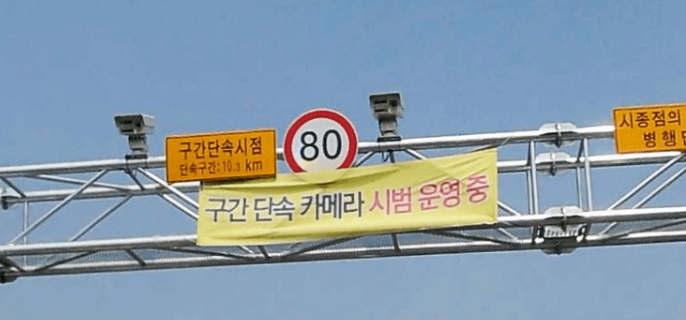 구간단속시점
단속구간:10.3 km
80
구간 단속 카메라 시범 운영 중
시종점의
병행단